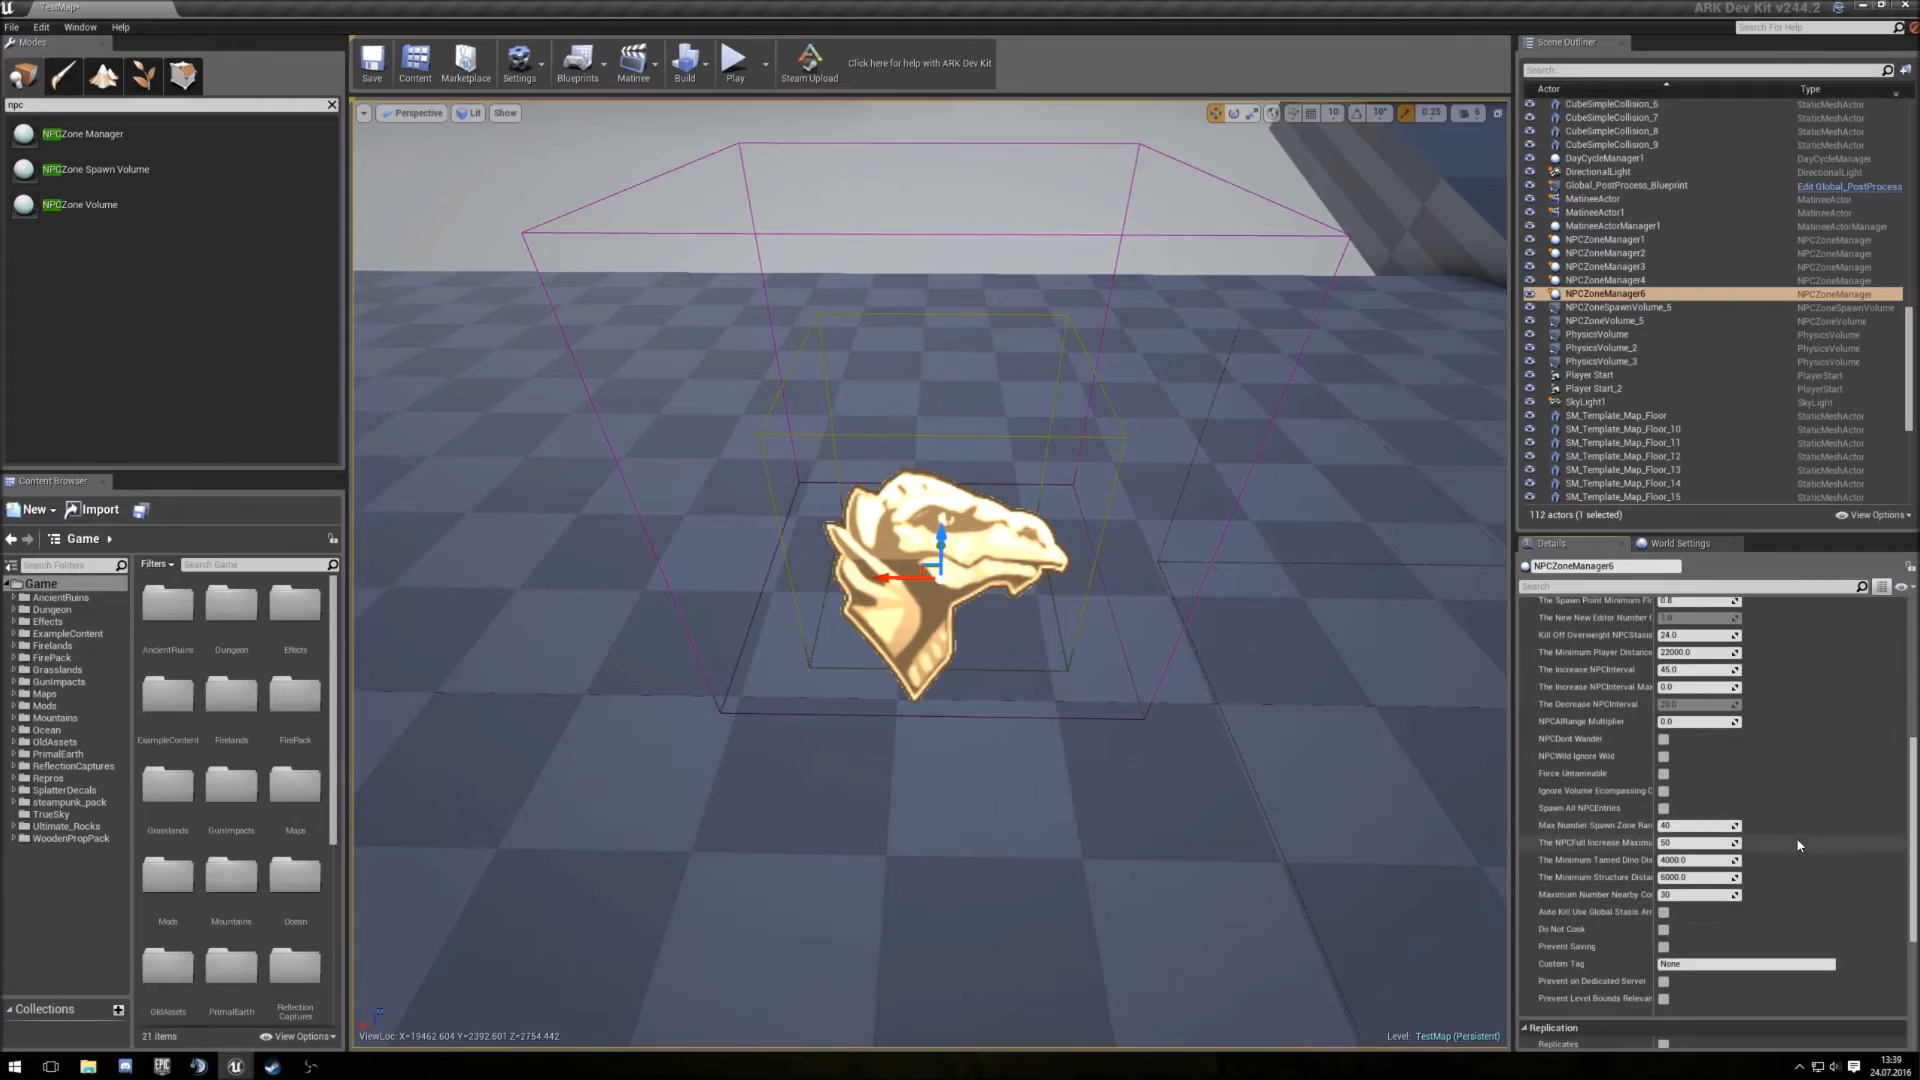 TestMap*
ARK Dev Kit v244.2
File Edit Window Help
Search For Help
Modes
npc
NPCZone Manager
NPCZone Spawn Volume
NPCZone Volume
Save
Content
Marketplace
Settings
Blueprints
Matinee
Build
Play
Steam Upload
Click here for help with ARK Dev Kit
Perspective
Lit
Show
10
10°
0.25
6
Scene Outliner
Search...
Actor Type
CubeSimpleCollision_6 StaticMeshActor
CubeSimpleCollision_7 StaticMeshActor
CubeSimpleCollision_8 StaticMeshActor
CubeSimpleCollision_9 StaticMeshActor
DayCycleManager1 DayCycleManager
DirectionalLight DirectionalLight
Global_PostProcess_Blueprint Edit Global_PostProcess
MatineeActor MatineeActor
MatineeActor1 MatineeActor
MatineeActorManager1 MatineeActorManager
NPCZoneManager1 NPCZoneManager
NPCZoneManager2 NPCZoneManager
NPCZoneManager3 NPCZoneManager
NPCZoneManager4 NPCZoneManager
NPCZoneManager6 NPCZoneManager
NPCZoneSpawnVolume_5 NPCZoneSpawnVolume
NPCZoneVolume_5 NPCZoneVolume
PhysicsVolume PhysicsVolume
PhysicsVolume_2 PhysicsVolume
PhysicsVolume_3 PhysicsVolume
Player Start PlayerStart
Player Start_2 PlayerStart
SkyLight1 SkyLight
SM_Template_Map_Floor StaticMeshActor
SM_Template_Map_Floor_10 StaticMeshActor
SM_Template_Map_Floor_11 StaticMeshActor
SM_Template_Map_Floor_12 StaticMeshActor
SM_Template_Map_Floor_13 StaticMeshActor
SM_Template_Map_Floor_14 StaticMeshActor
SM_Template_Map_Floor_15 StaticMeshActor
112 actors (1 selected) View Options
Details World Settings
NPCZoneManager6
Search
The Spawn Point Minimum Flo 0.8
The New New Editor Number 1.0
Kill Off Overweight NPCStasis 24.0
The Minimum Player Distance 22000.0
The Increase NPCInterval 45.0
The Increase NPCInterval Max 0.0
The Decrease NPCInterval 20.0
NPCAIRange Multiplier 0.0
NPCDont Wander
NPCWild Ignore Wild
Force Untameable
Ignore Volume Ecompassing C
Spawn All NPCEntries
Max Number Spawn Zone Ran 40
The NPCFull Increase Maximu 50
The Minimum Tamed Dino Dis 4000.0
The Minimum Structure Distan 6000.0
Maximum Number Nearby Co 30
Auto Kill Use Global Stasis Arr
Do Not Cook
Prevent Saving
Custom Tag None
Prevent on Dedicated Server
Prevent Level Bounds Relevan
Replication
Replicates
Content Browser
New Import
Game
Search Folders
Filters Search Game
Game
AncientRuins
Dungeon
Effects
ExampleContent
Firelands
FirePack
Grasslands
GunImpacts
Maps
Mods
Mountains
Ocean
OldAssets
PrimalEarth
ReflectionCaptures
Repros
SplatterDecals
steampunk_pack
TrueSky
Ultimate_Rocks
WoodenPropPack
AncientRuins Dungeon Effects
ExampleContent Firelands FirePack
Grasslands GunImpacts Maps
Mods Mountains Ocean
OldAssets PrimalEarth Reflection
Captures
Collections
21 items View Options
ViewLoc: X=19462.604 Y=2392.601 Z=2754.442
Level: TestMap (Persistent)
EPIC
13:39
24.07.2016